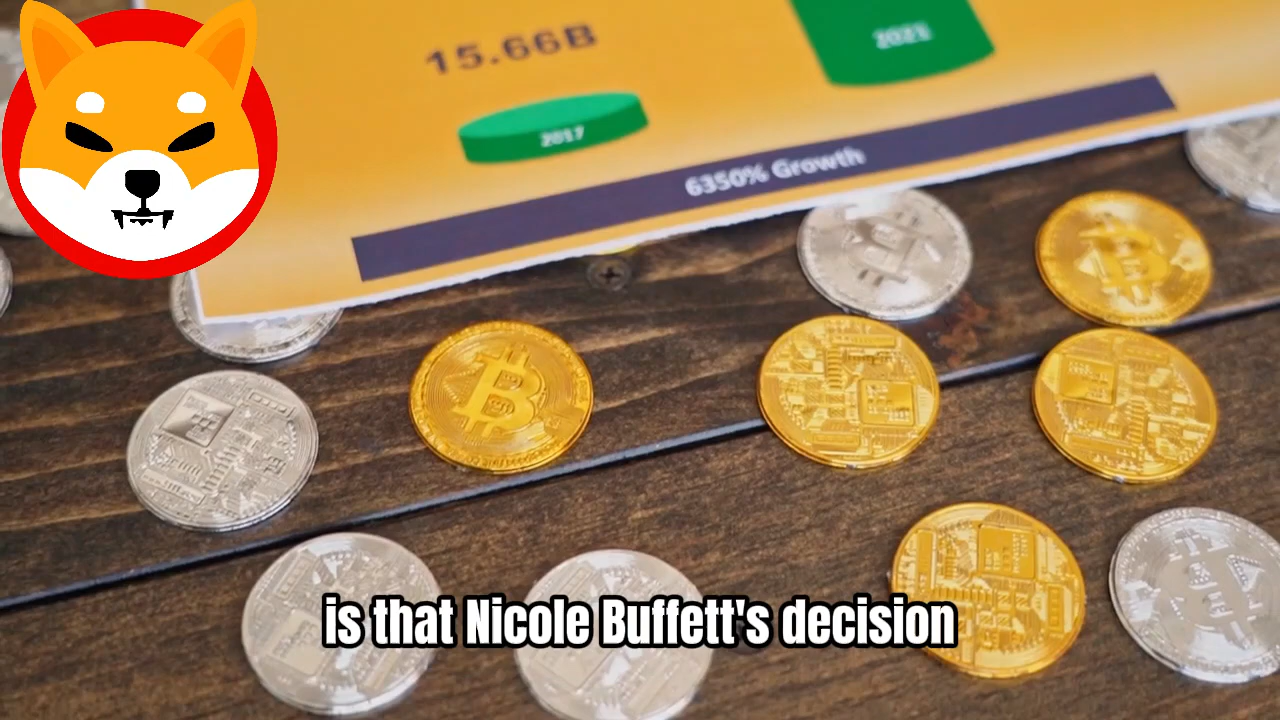 15.66B
2021
2017
6350% Growth
is that Nicole Buffett's decision